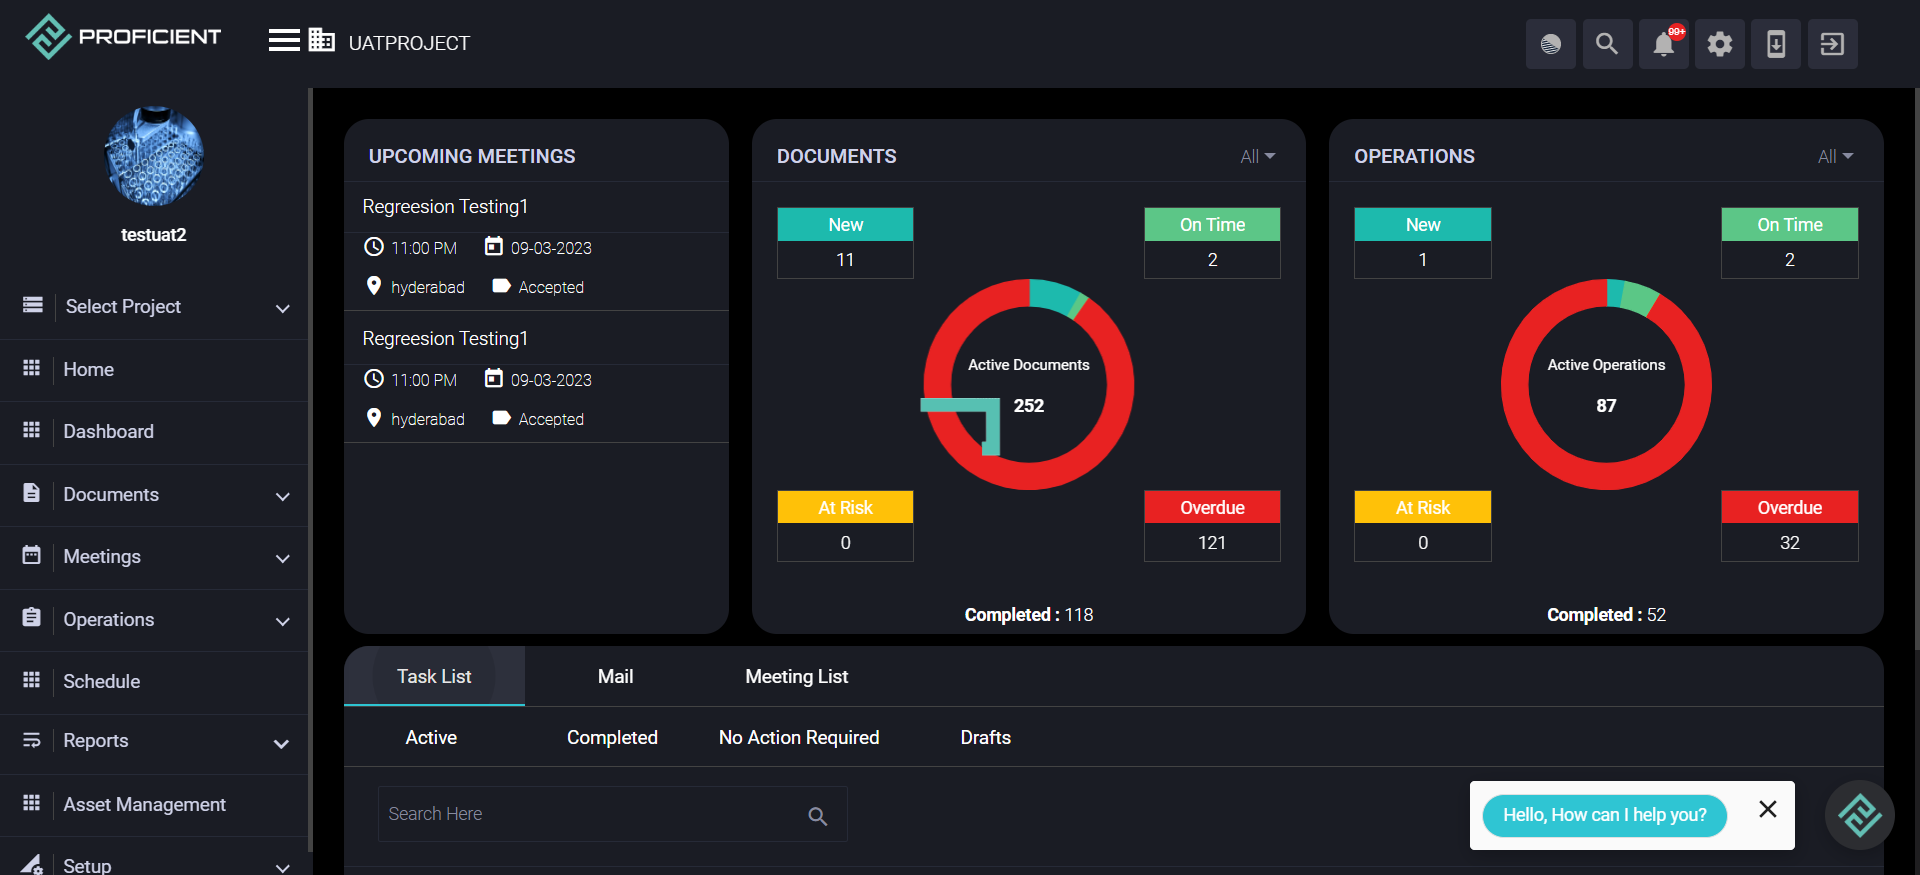 PROFICIENT
UATPROJECT
99+
testuat2
Select Project
Home
Dashboard
Documents
Meetings
Operations
Schedule
Reports
Asset Management
Setup
UPCOMING MEETINGS
Regreesion Testing1
11:00 PM 09-03-2023
hyderabad Accepted
Regreesion Testing1
11:00 PM 09-03-2023
hyderabad Accepted
DOCUMENTS All
New On Time
11 2
Active Documents
252
At Risk Overdue
0 121
Completed : 118
OPERATIONS All
New On Time
1 2
Active Operations
87
At Risk Overdue
0 32
Completed : 52
Task List Mail Meeting List
Active Completed No Action Required Drafts
Search Here
Hello, How can I help you?